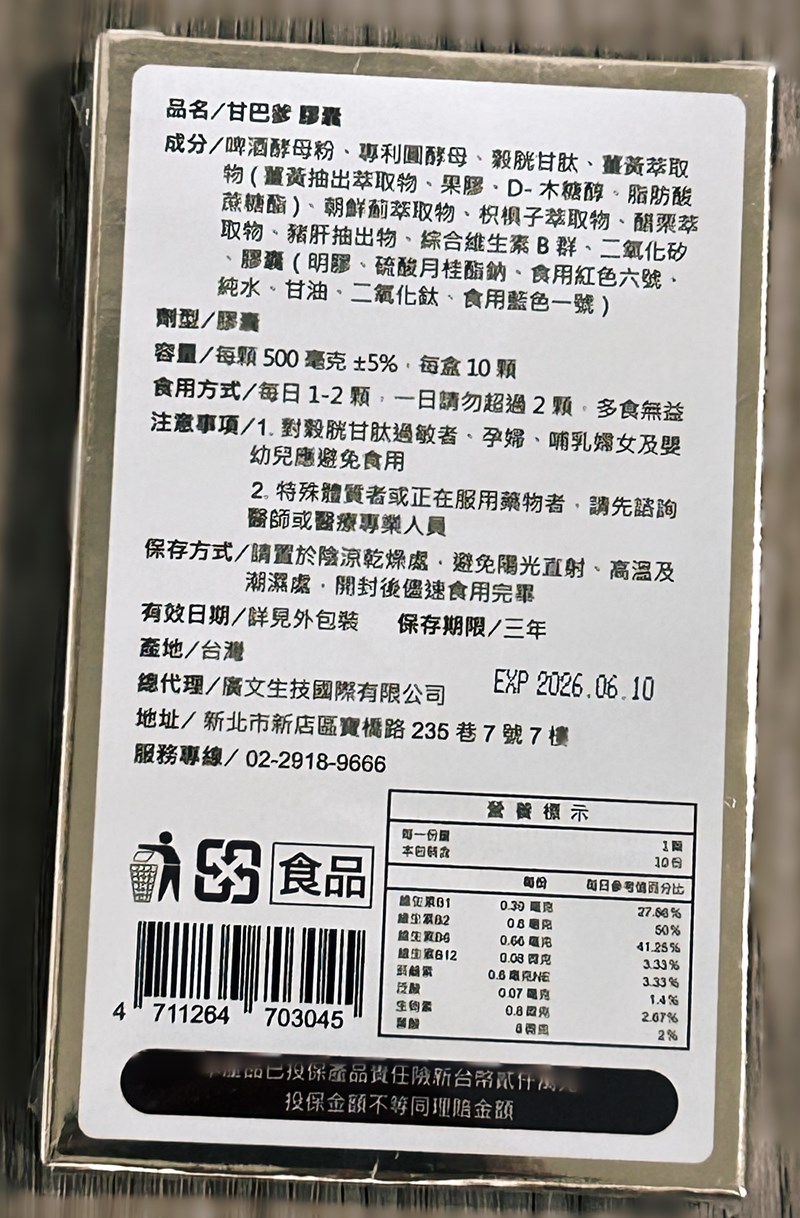 品名/甘巴爹 膠囊
成分/啤酒酵母粉、專利圓酵母、穀胱甘肽、薑黃萃取
物(薑黃抽出萃取物、果膠、D-木糖醇、脂肪酸
蔗糖酯)、朝鮮薊萃取物、枳椇子萃取物、醋栗萃
取物、豬肝抽出物、綜合維生素 B 群、二氧化矽
、膠囊(明膠、硫酸月桂酯鈉、食用紅色六號、
純水、甘油、二氧化鈦、食用藍色一號)
劑型/膠囊
容量/每顆 500 毫克 ±5%,每盒 10 顆
食用方式/每日 1-2 顆,一日請勿超過 2 顆,多食無益
注意事項/1. 對穀胱甘肽過敏者、孕婦、哺乳婦女及嬰
幼兒應避免食用
2. 特殊體質者或正在服用藥物者,請先諮詢
醫師或醫療專業人員
保存方式/請置於陰涼乾燥處,避免陽光直射、高溫及
潮濕處,開封後儘速食用完畢
有效日期/詳見外包裝 保存期限/三年
產地/台灣
總代理/廣文生技國際有限公司 EXP 2026.06.10
地址/ 新北市新店區寶橋路 235 巷 7 號 7 樓
服務專線/ 02-2918-9666
食品
4 711264 703045
營養標示
每一份量 1顆
本包裝含 10份
每份 每日參考值百分比
維生素B1 0.39 毫克 27.86%
維生素B2 0.8 毫克 50%
維生素B6 0.66 毫克 41.25%
維生素B12 0.08 微克 3.33%
菸鹼素 0.6 毫克NE 3.33%
泛酸 0.07 毫克 1.4%
生物素 0.8 微克 2.67%
葉酸 8 微克 2%
產品已投保產品責任險新台幣貳仟萬
投保金額不等同理賠金額